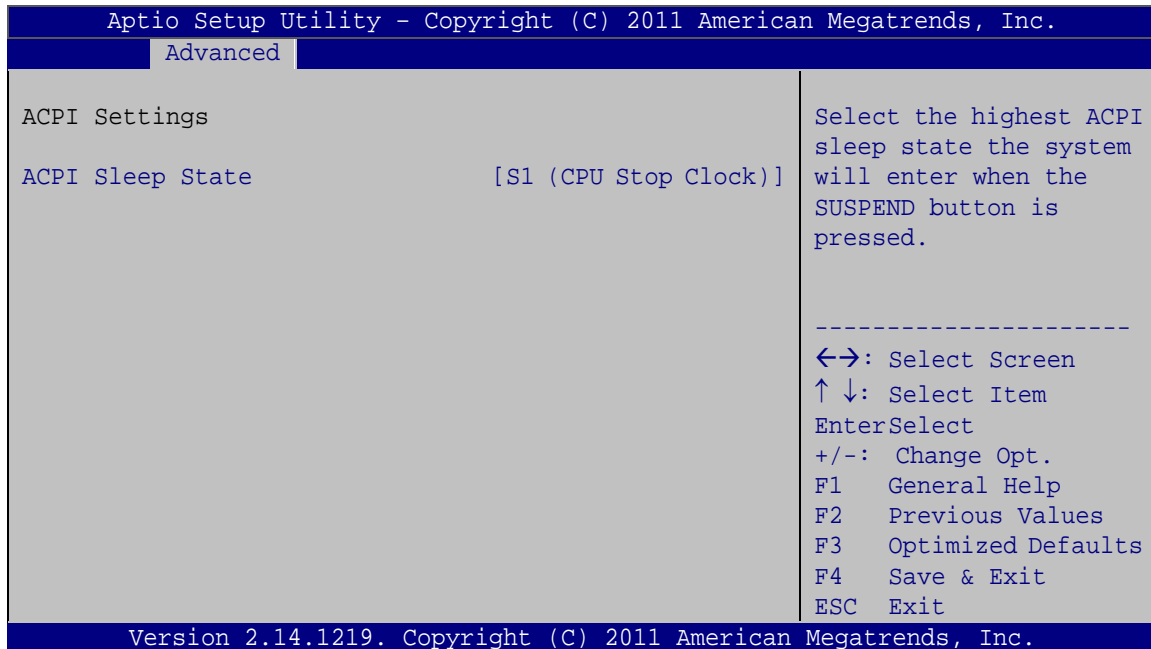 Aptio Setup Utility – Copyright (C) 2011 American Megatrends, Inc.
Advanced
ACPI Settings
ACPI Sleep State [S1 (CPU Stop Clock)]
Select the highest ACPI
sleep state the system
will enter when the
SUSPEND button is
pressed.
----------------------
←→: Select Screen
↑ ↓: Select Item
EnterSelect
+/-: Change Opt.
F1 General Help
F2 Previous Values
F3 Optimized Defaults
F4 Save & Exit
ESC Exit
Version 2.14.1219. Copyright (C) 2011 American Megatrends, Inc.